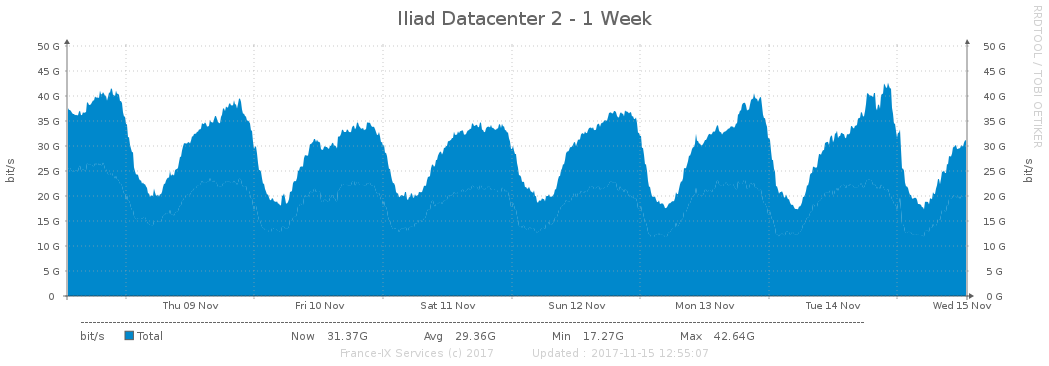 Iliad Datacenter 2 - 1 Week
RRDTOOL / TOBI OETIKER
50 G 50 G
45 G 45 G
40 G 40 G
35 G 35 G
30 G 30 G
25 G 25 G
20 G 20 G
15 G 15 G
10 G 10 G
5 G 5 G
0 0 G
bit/s bit/s
Thu 09 Nov Fri 10 Nov Sat 11 Nov Sun 12 Nov Mon 13 Nov Tue 14 Nov Wed 15 Nov
bit/s Total Now 31.37G Avg 29.36G Min 17.27G Max 42.64G
France-IX Services (c) 2017 Updated : 2017-11-15 12:55:07